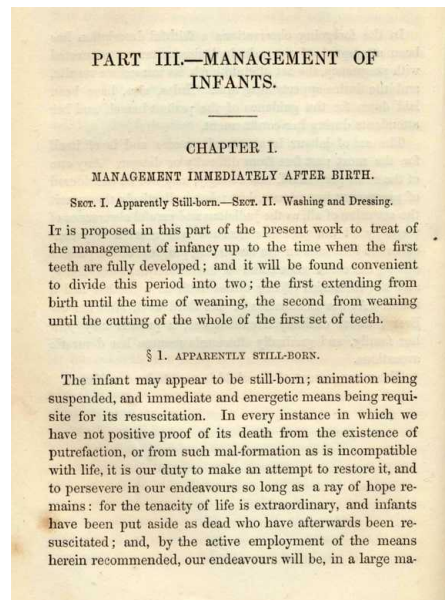 PART III.—MANAGEMENT OF
INFANTS.
CHAPTER I.
MANAGEMENT IMMEDIATELY AFTER BIRTH.
Sect. I. Apparently Still-born.—Sect. II. Washing and Dressing.
It is proposed in this part of the present work to treat of
the management of infancy up to the time when the first
teeth are fully developed; and it will be found convenient
to divide this period into two; the first extending from
birth until the time of weaning, the second from weaning
until the cutting of the whole of the first set of teeth.
§ 1. APPARENTLY STILL-BORN.
The infant may appear to be still-born; animation being
suspended, and immediate and energetic means being requi-
site for its resuscitation. In every instance in which we
have not positive proof of its death from the existence of
putrefaction, or from such mal-formation as is incompatible
with life, it is our duty to make an attempt to restore it, and
to persevere in our endeavours so long as a ray of hope re-
mains: for the tenacity of life is extraordinary, and infants
have been put aside as dead who have afterwards been re-
suscitated; and, by the active employment of the means
herein recommended, our endeavours will be, in a large ma-